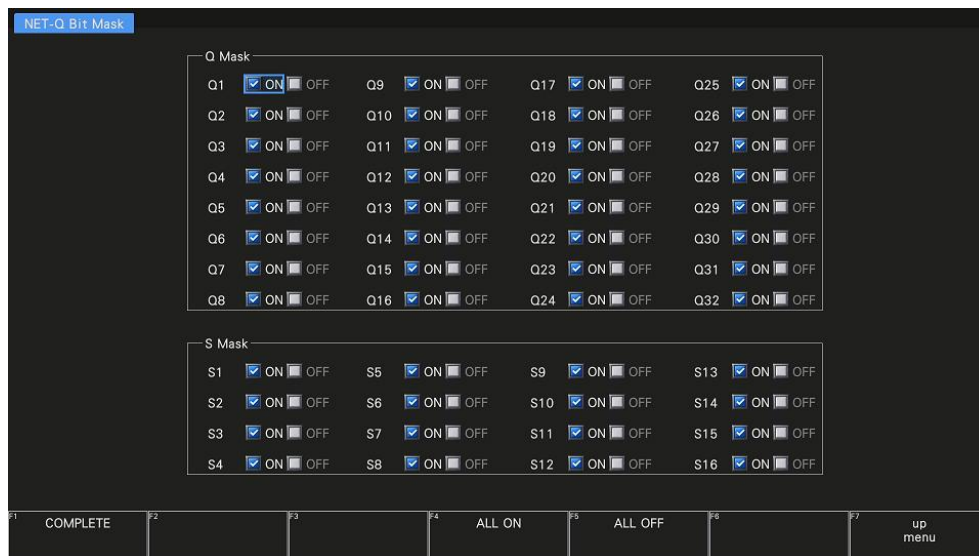 NET-Q Bit Mask
Q Mask
Q1 ON OFF Q9 ON OFF Q17 ON OFF Q25 ON OFF
Q2 ON OFF Q10 ON OFF Q18 ON OFF Q26 ON OFF
Q3 ON OFF Q11 ON OFF Q19 ON OFF Q27 ON OFF
Q4 ON OFF Q12 ON OFF Q20 ON OFF Q28 ON OFF
Q5 ON OFF Q13 ON OFF Q21 ON OFF Q29 ON OFF
Q6 ON OFF Q14 ON OFF Q22 ON OFF Q30 ON OFF
Q7 ON OFF Q15 ON OFF Q23 ON OFF Q31 ON OFF
Q8 ON OFF Q16 ON OFF Q24 ON OFF Q32 ON OFF
S Mask
S1 ON OFF S5 ON OFF S9 ON OFF S13 ON OFF
S2 ON OFF S6 ON OFF S10 ON OFF S14 ON OFF
S3 ON OFF S7 ON OFF S11 ON OFF S15 ON OFF
S4 ON OFF S8 ON OFF S12 ON OFF S16 ON OFF
F1 COMPLETE F2 F3 F4 ALL ON F5 ALL OFF F6 F7 up
menu